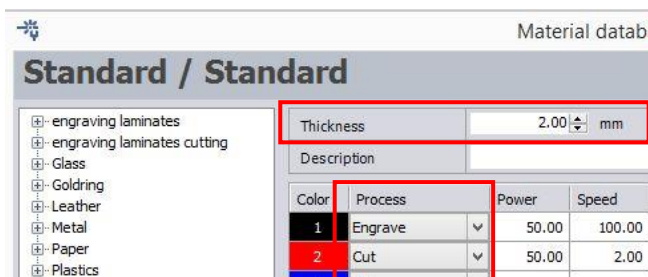 Material datab
Standard / Standard
engraving laminates
engraving laminates cutting
Glass
Goldring
Leather
Metal
Paper
Plastics
Thickness 2.00 mm
Description
Color Process Power Speed
1 Engrave 50.00 100.00
2 Cut 50.00 2.00